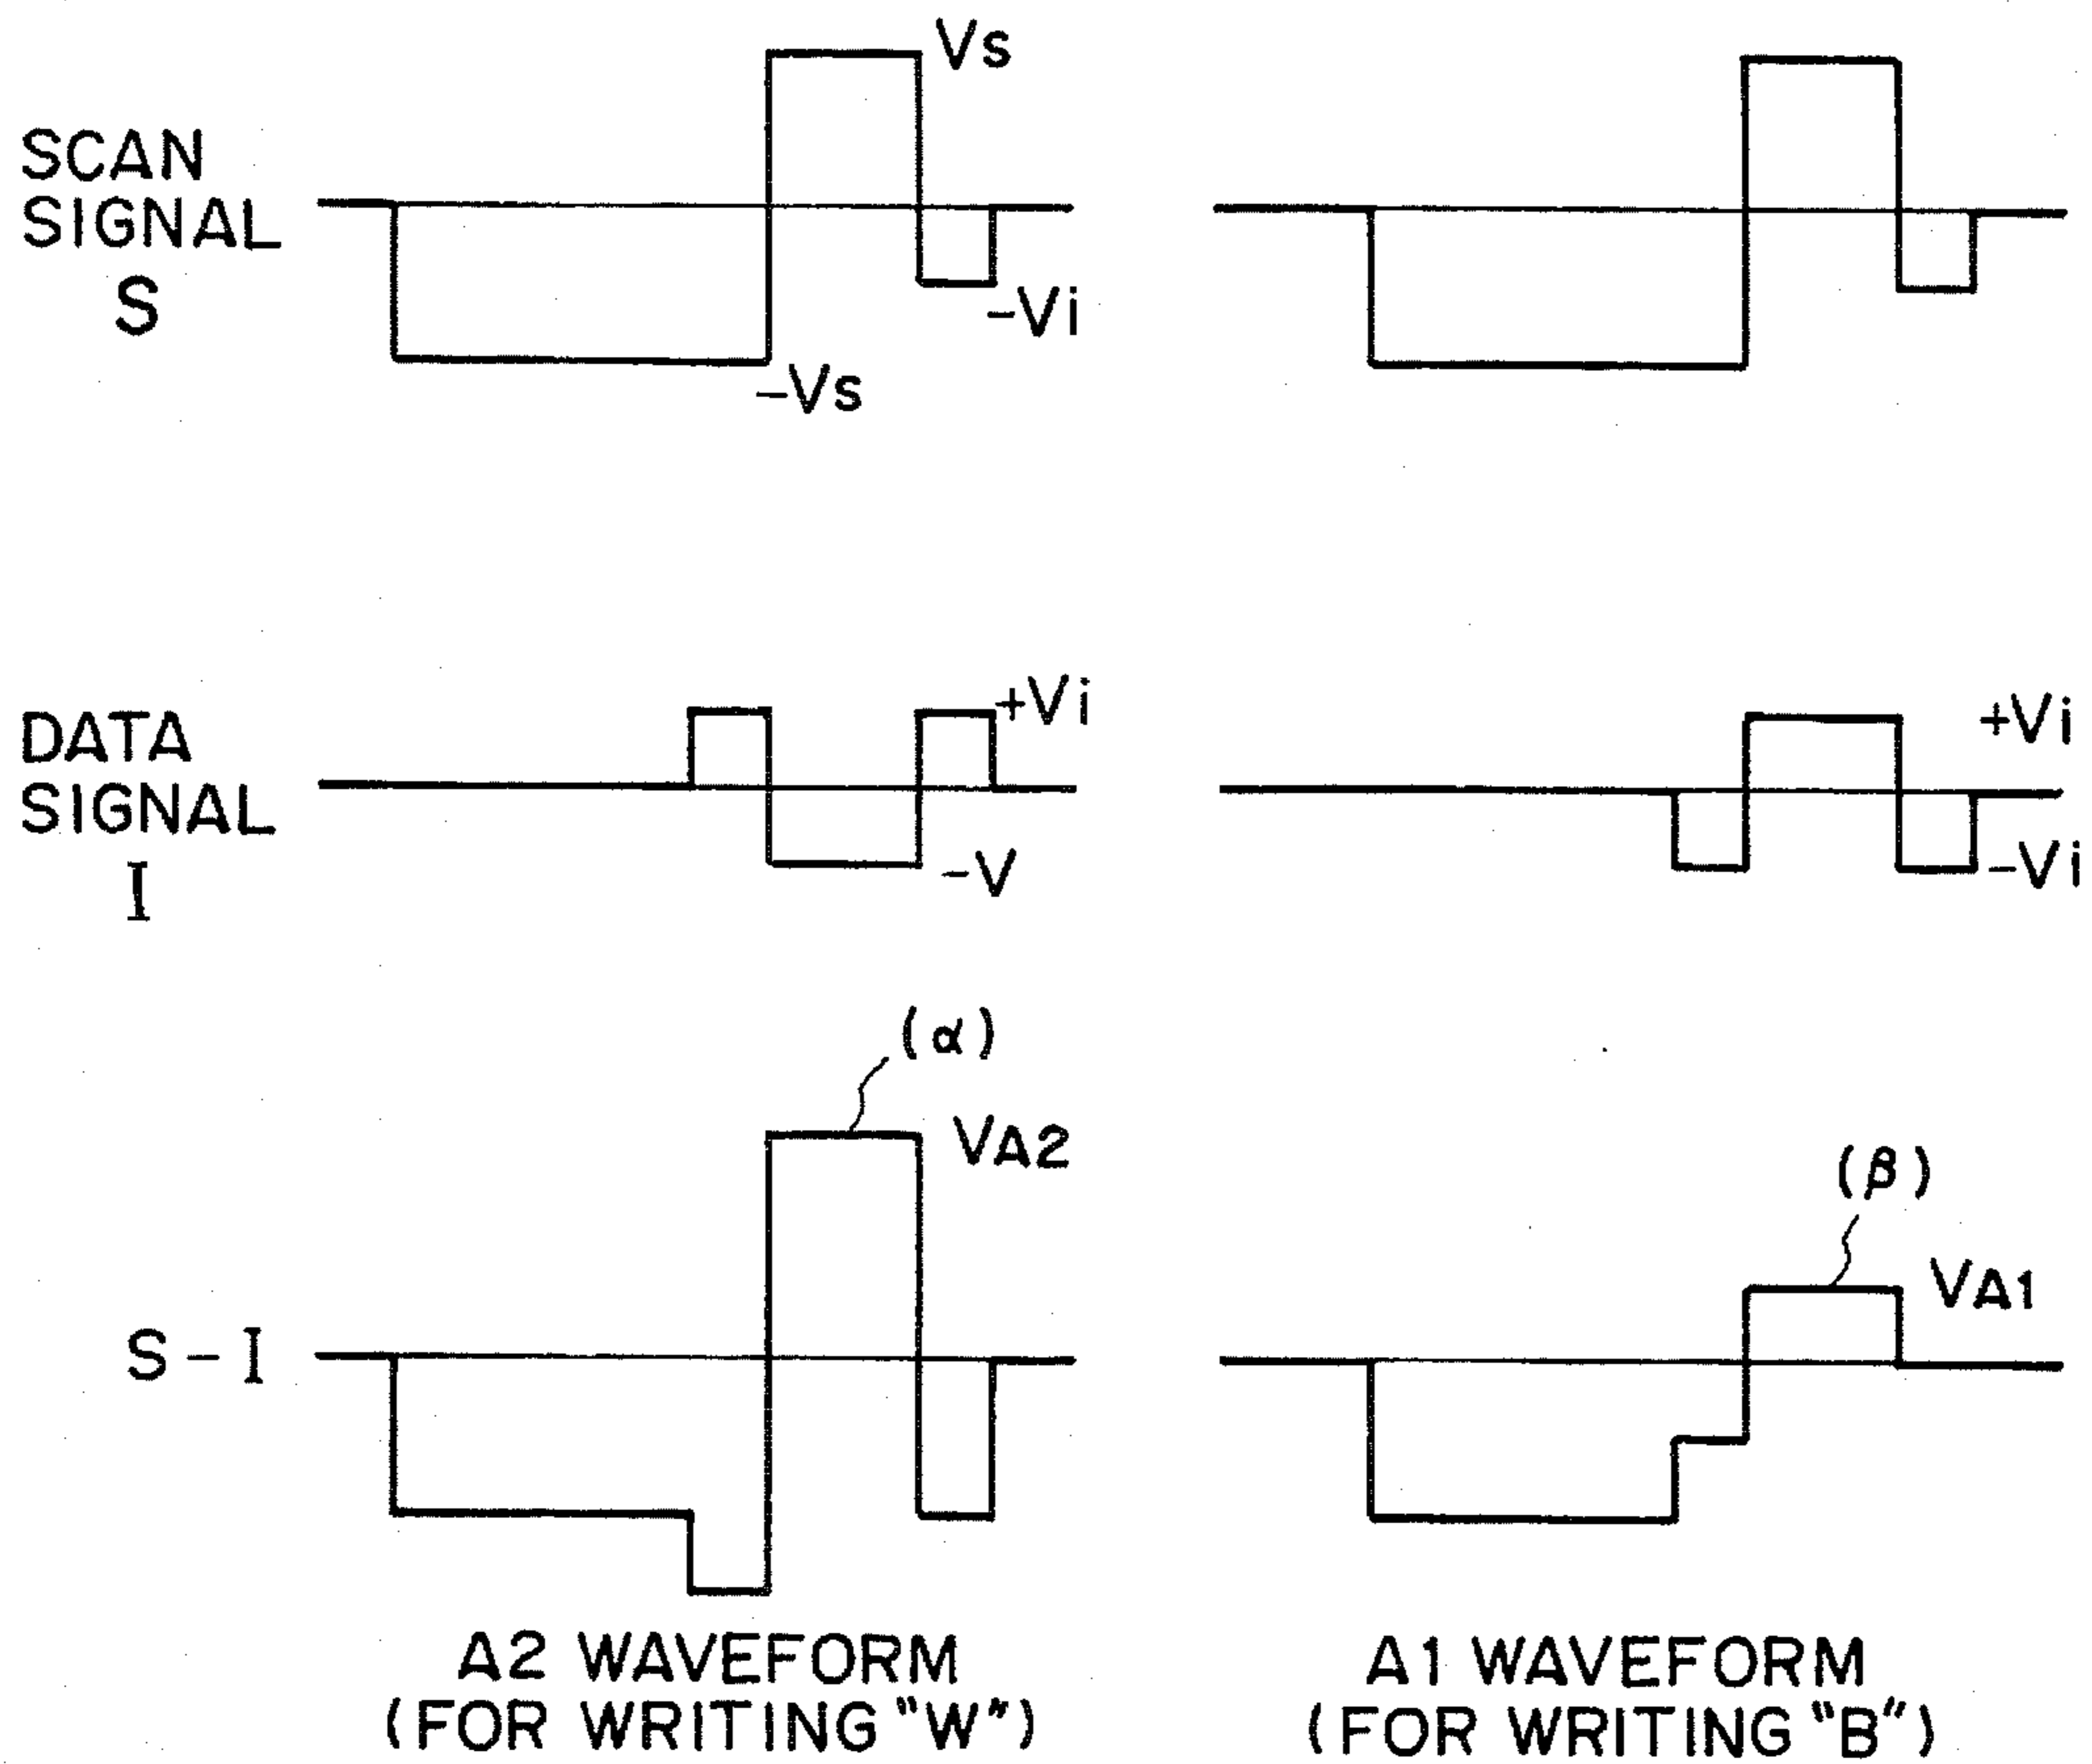 Vs
SCAN
SIGNAL
S
-Vi
-Vs
DATA
SIGNAL
I
+Vi
-V
+Vi
-Vi
(α)
VA2
(β)
VA1
S-I
A2 WAVEFORM
(FOR WRITING "W")
A1 WAVEFORM
(FOR WRITING "B")